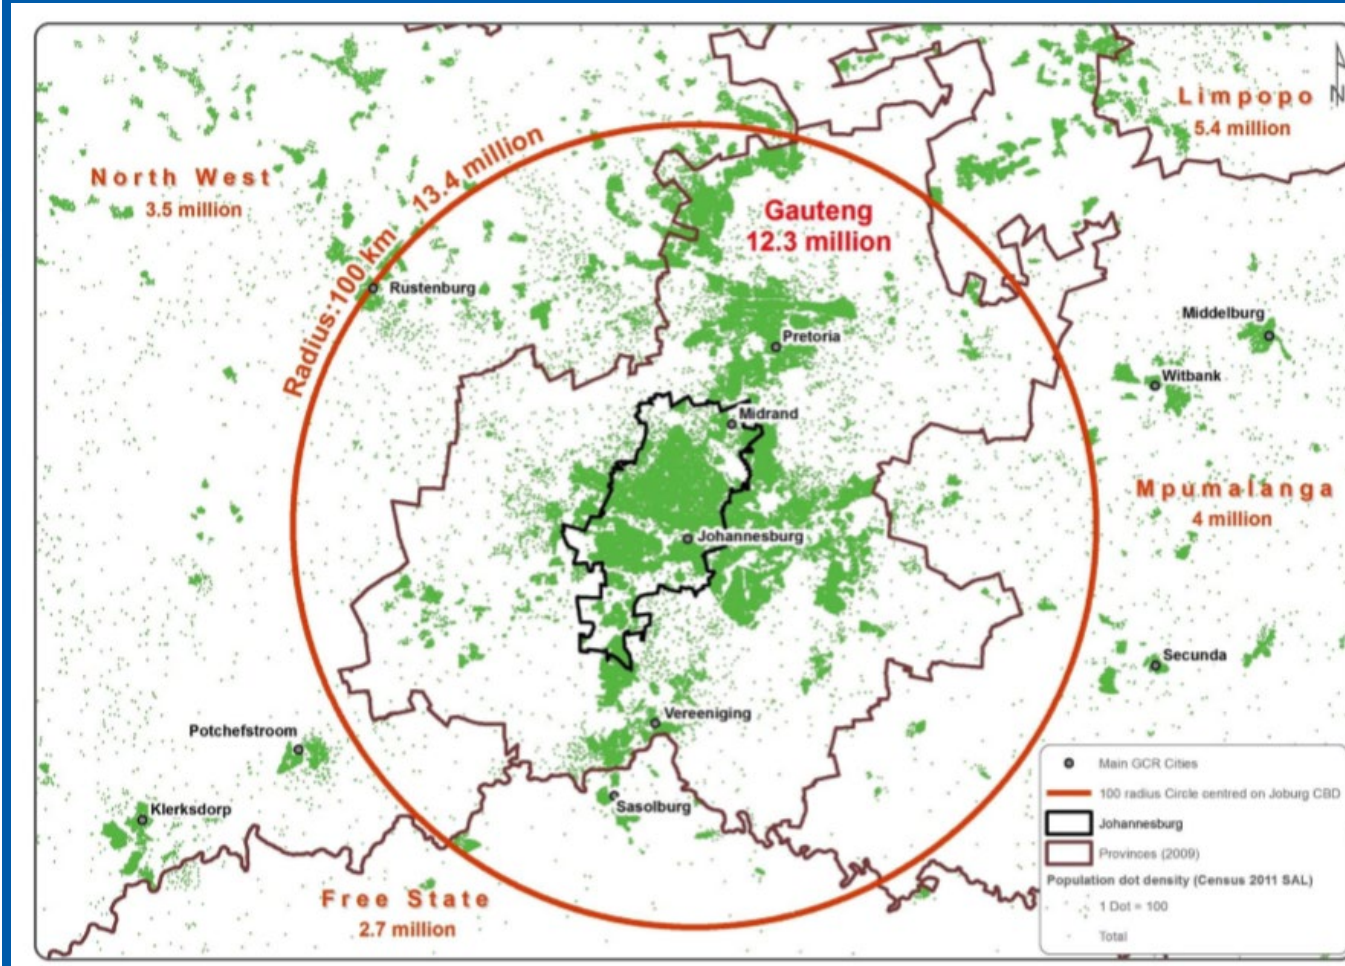 N
Limpopo
5.4 million
North West
3.5 million
Radius:100 km 13.4 million
Gauteng
12.3 million
Rustenburg
Middelburg
Pretoria
Witbank
Midrand
Mpumalanga
4 million
Johannesburg
Secunda
Vereeniging
Potchefstroom
Sasolburg
Klerksdorp
Free State
2.7 million
Main GCR Cities
100 radius Circle centred on Joburg CBD
Johannesburg
Provinces (2009)
Population dot density (Census 2011 SAL)
1 Dot = 100
Total